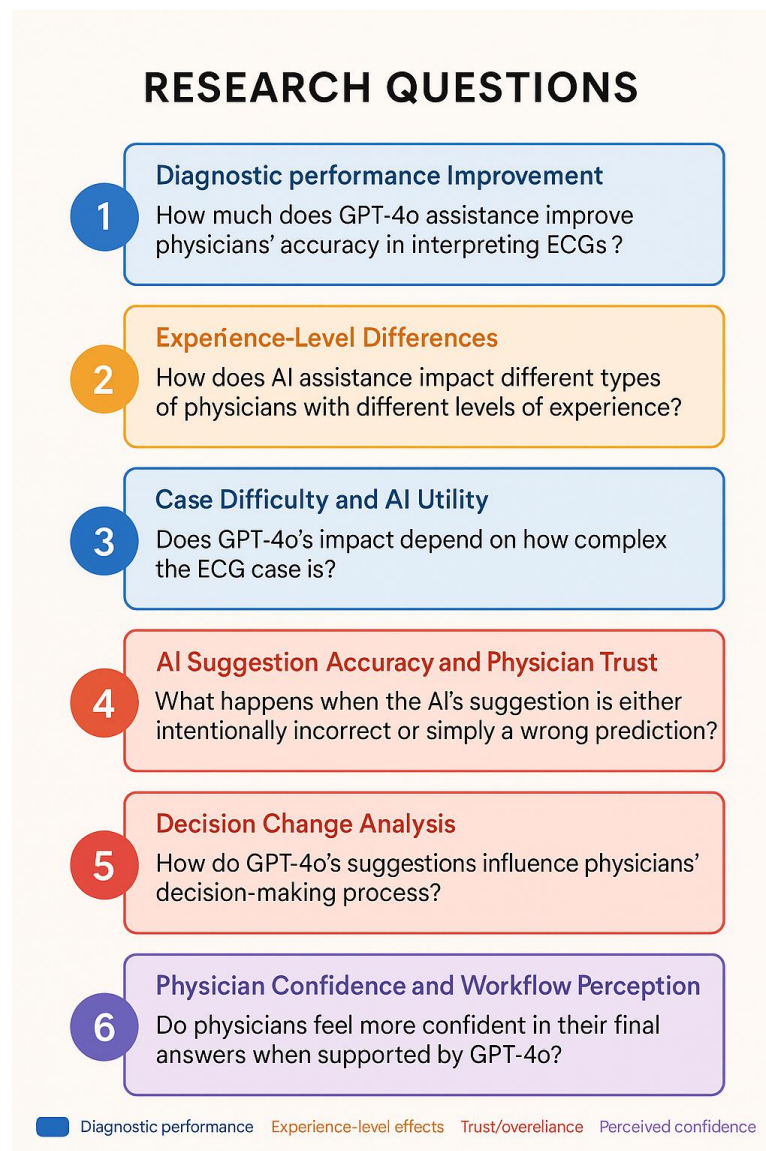 RESEARCH QUESTIONS
1
Diagnostic performance Improvement
How much does GPT-4o assistance improve
physicians’ accuracy in interpreting ECGs ?
2
Experience-Level Differences
How does AI assistance impact different types
of physicians with different levels of experience?
3
Case Difficulty and AI Utility
Does GPT-4o’s impact depend on how complex
the ECG case is?
4
AI Suggestion Accuracy and Physician Trust
What happens when the AI’s suggestion is either
intentionally incorrect or simply a wrong prediction?
5
Decision Change Analysis
How do GPT-4o’s suggestions influence physicians’
decision-making process?
6
Physician Confidence and Workflow Perception
Do physicians feel more confident in their final
answers when supported by GPT-4o?
Diagnostic performance Experience-level effects Trust/overeliance Perceived confidence